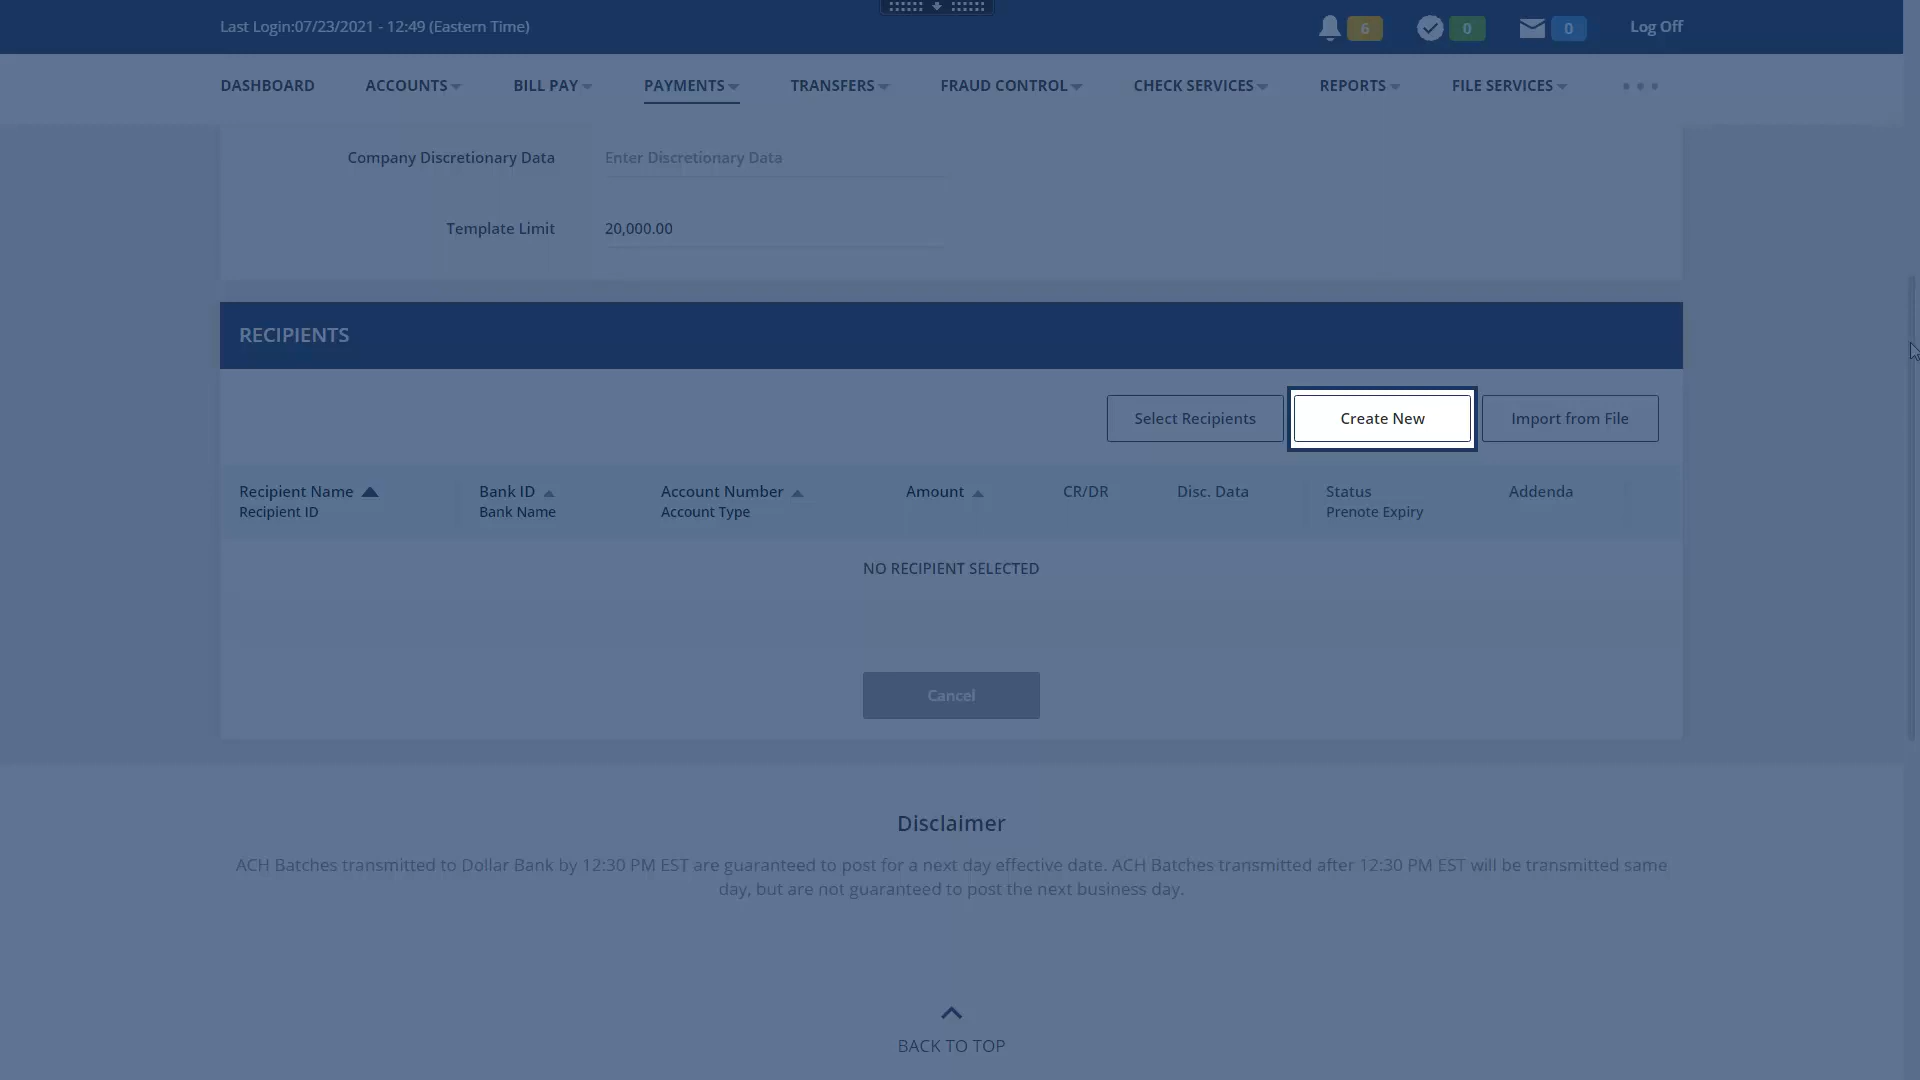 Last Login:07/23/2021 - 12:49 (Eastern Time)
6
0
0
Log Off
DASHBOARD
ACCOUNTS
BILL PAY
PAYMENTS
TRANSFERS
FRAUD CONTROL
CHECK SERVICES
REPORTS
FILE SERVICES
Company Discretionary Data
Enter Discretionary Data
Template Limit
20,000.00
RECIPIENTS
Select Recipients
Create New
Import from File
Recipient Name
Recipient ID
Bank ID
Bank Name
Account Number
Account Type
Amount
CR/DR
Disc. Data
Status
Prenote Expiry
Addenda
NO RECIPIENT SELECTED
Cancel
Disclaimer
ACH Batches transmitted to Dollar Bank by 12:30 PM EST are guaranteed to post for a next day effective date. ACH Batches transmitted after 12:30 PM EST will be transmitted same
day, but are not guaranteed to post the next business day.
BACK TO TOP